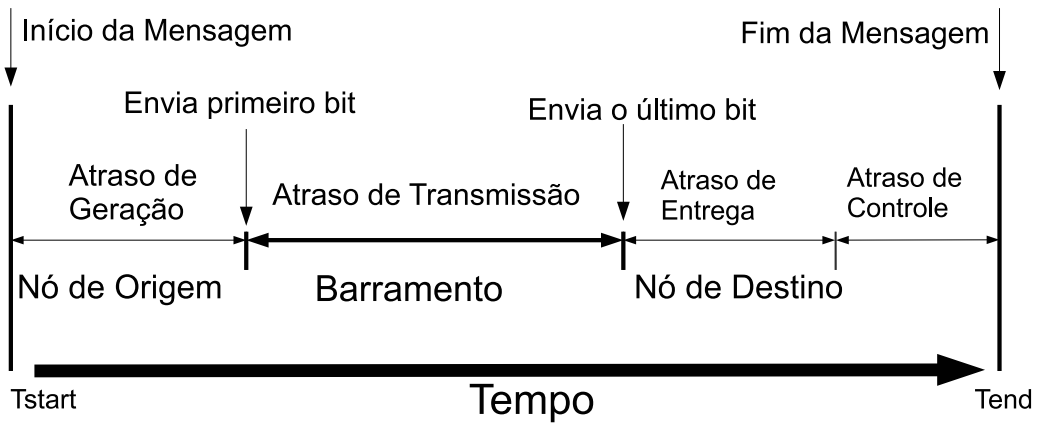 Início da Mensagem
Fim da Mensagem
Envia primeiro bit
Envia o último bit
Atraso de
Geração
Atraso de Transmissão
Atraso de
Entrega
Atraso de
Controle
Nó de Origem
Barramento
Nó de Destino
Tstart
Tempo
Tend